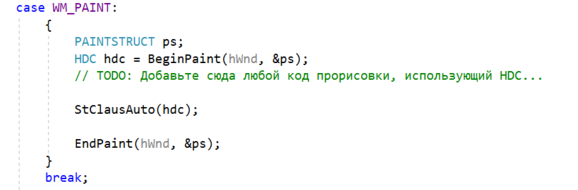 case WM_PAINT:
{
PAINTSTRUCT ps;
HDC hdc = BeginPaint(hWnd, &ps);
// TODO: Добавьте сюда любой код прорисовки, использующий HDC...
StClausAuto(hdc);
EndPaint(hWnd, &ps);
}
break;